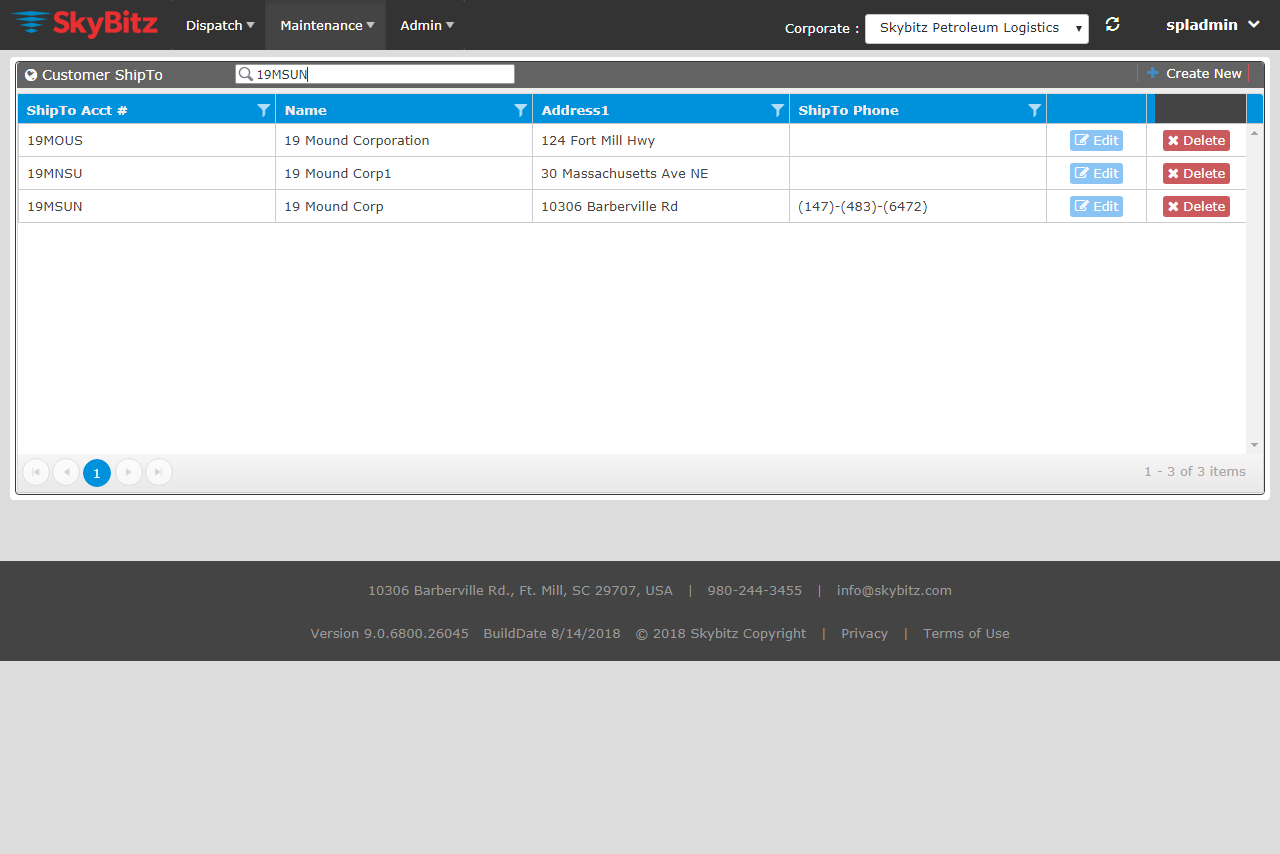 SkyBitz Dispatch Maintenance Admin Corporate : Skybitz Petroleum Logistics spladmin
Customer ShipTo 19MSUN Create New
ShipTo Acct # Name Address1 ShipTo Phone
19MOUS 19 Mound Corporation 124 Fort Mill Hwy Edit Delete
19MNSU 19 Mound Corp1 30 Massachusetts Ave NE Edit Delete
19MSUN 19 Mound Corp 10306 Barberville Rd (147)-(483)-(6472) Edit Delete
1 1 - 3 of 3 items
10306 Barberville Rd., Ft. Mill, SC 29707, USA | 980-244-3455 | info@skybitz.com
Version 9.0.6800.26045 BuildDate 8/14/2018 © 2018 Skybitz Copyright | Privacy | Terms of Use